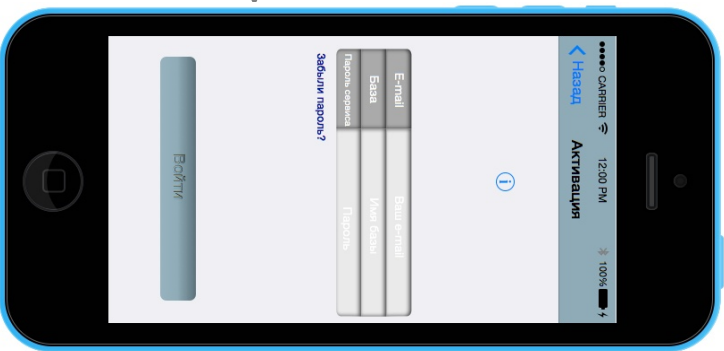 CARRIER 12:00 PM 100%
Назад Активация
E-mail Ваш e-mail
База Имя базы
Пароль сервиса Пароль
Забыли пароль?
Войти